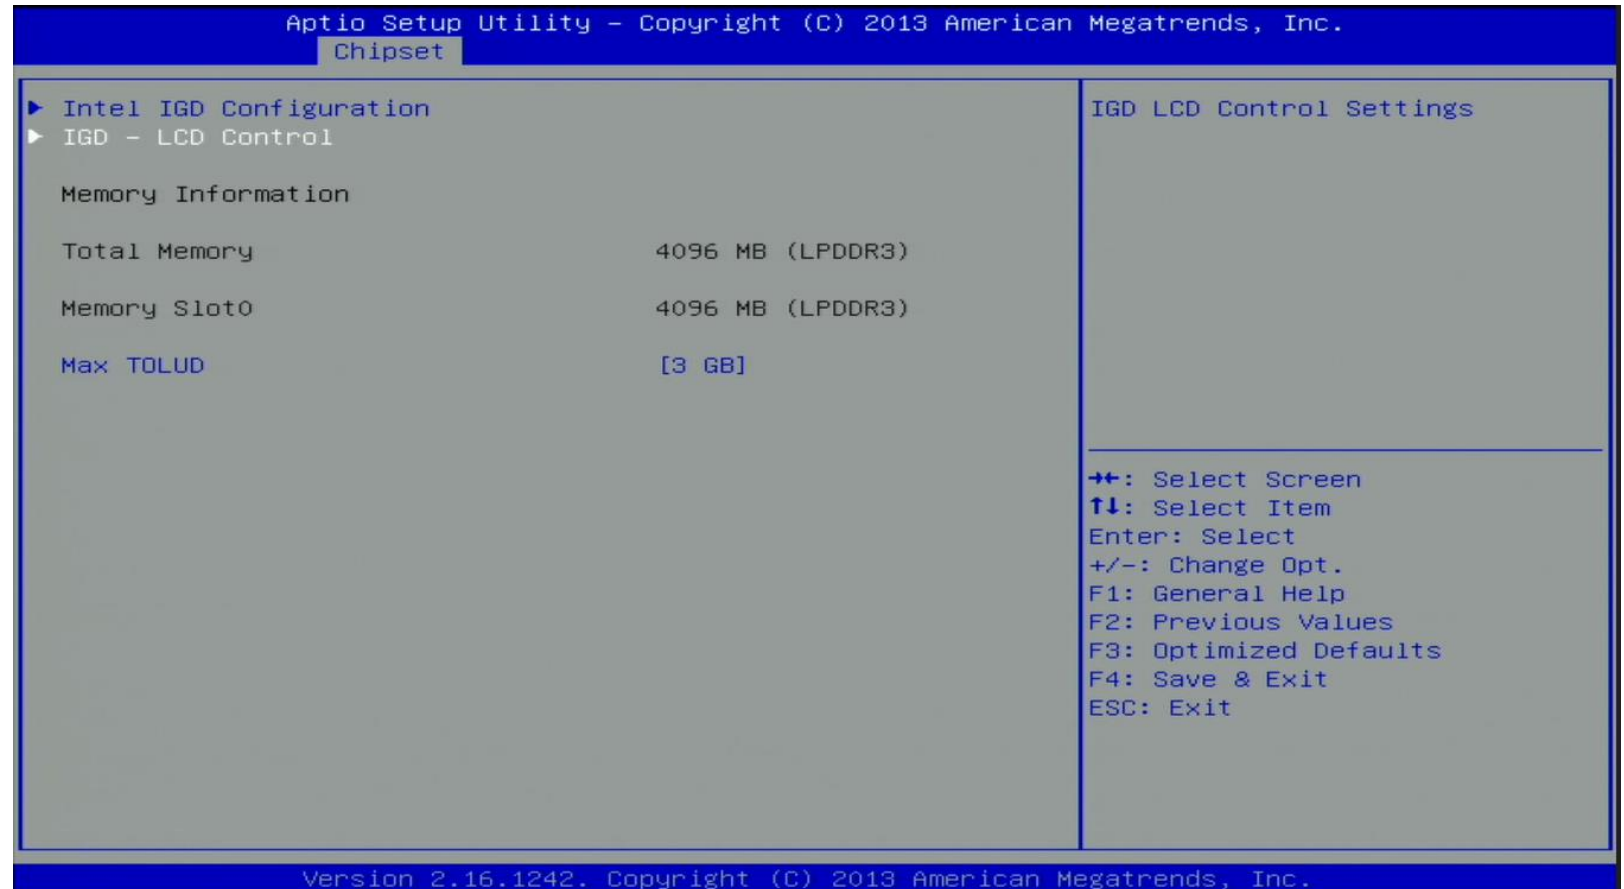 Aptio Setup Utility – Copyright (C) 2013 American Megatrends, Inc.
Chipset
Intel IGD Configuration
IGD – LCD Control
Memory Information
Total Memory 4096 MB (LPDDR3)
Memory Slot0 4096 MB (LPDDR3)
Max TOLUD [3 GB]
IGD LCD Control Settings
→←: Select Screen
↑↓: Select Item
Enter: Select
+/-: Change Opt.
F1: General Help
F2: Previous Values
F3: Optimized Defaults
F4: Save & Exit
ESC: Exit
Version 2.16.1242. Copyright (C) 2013 American Megatrends, Inc.